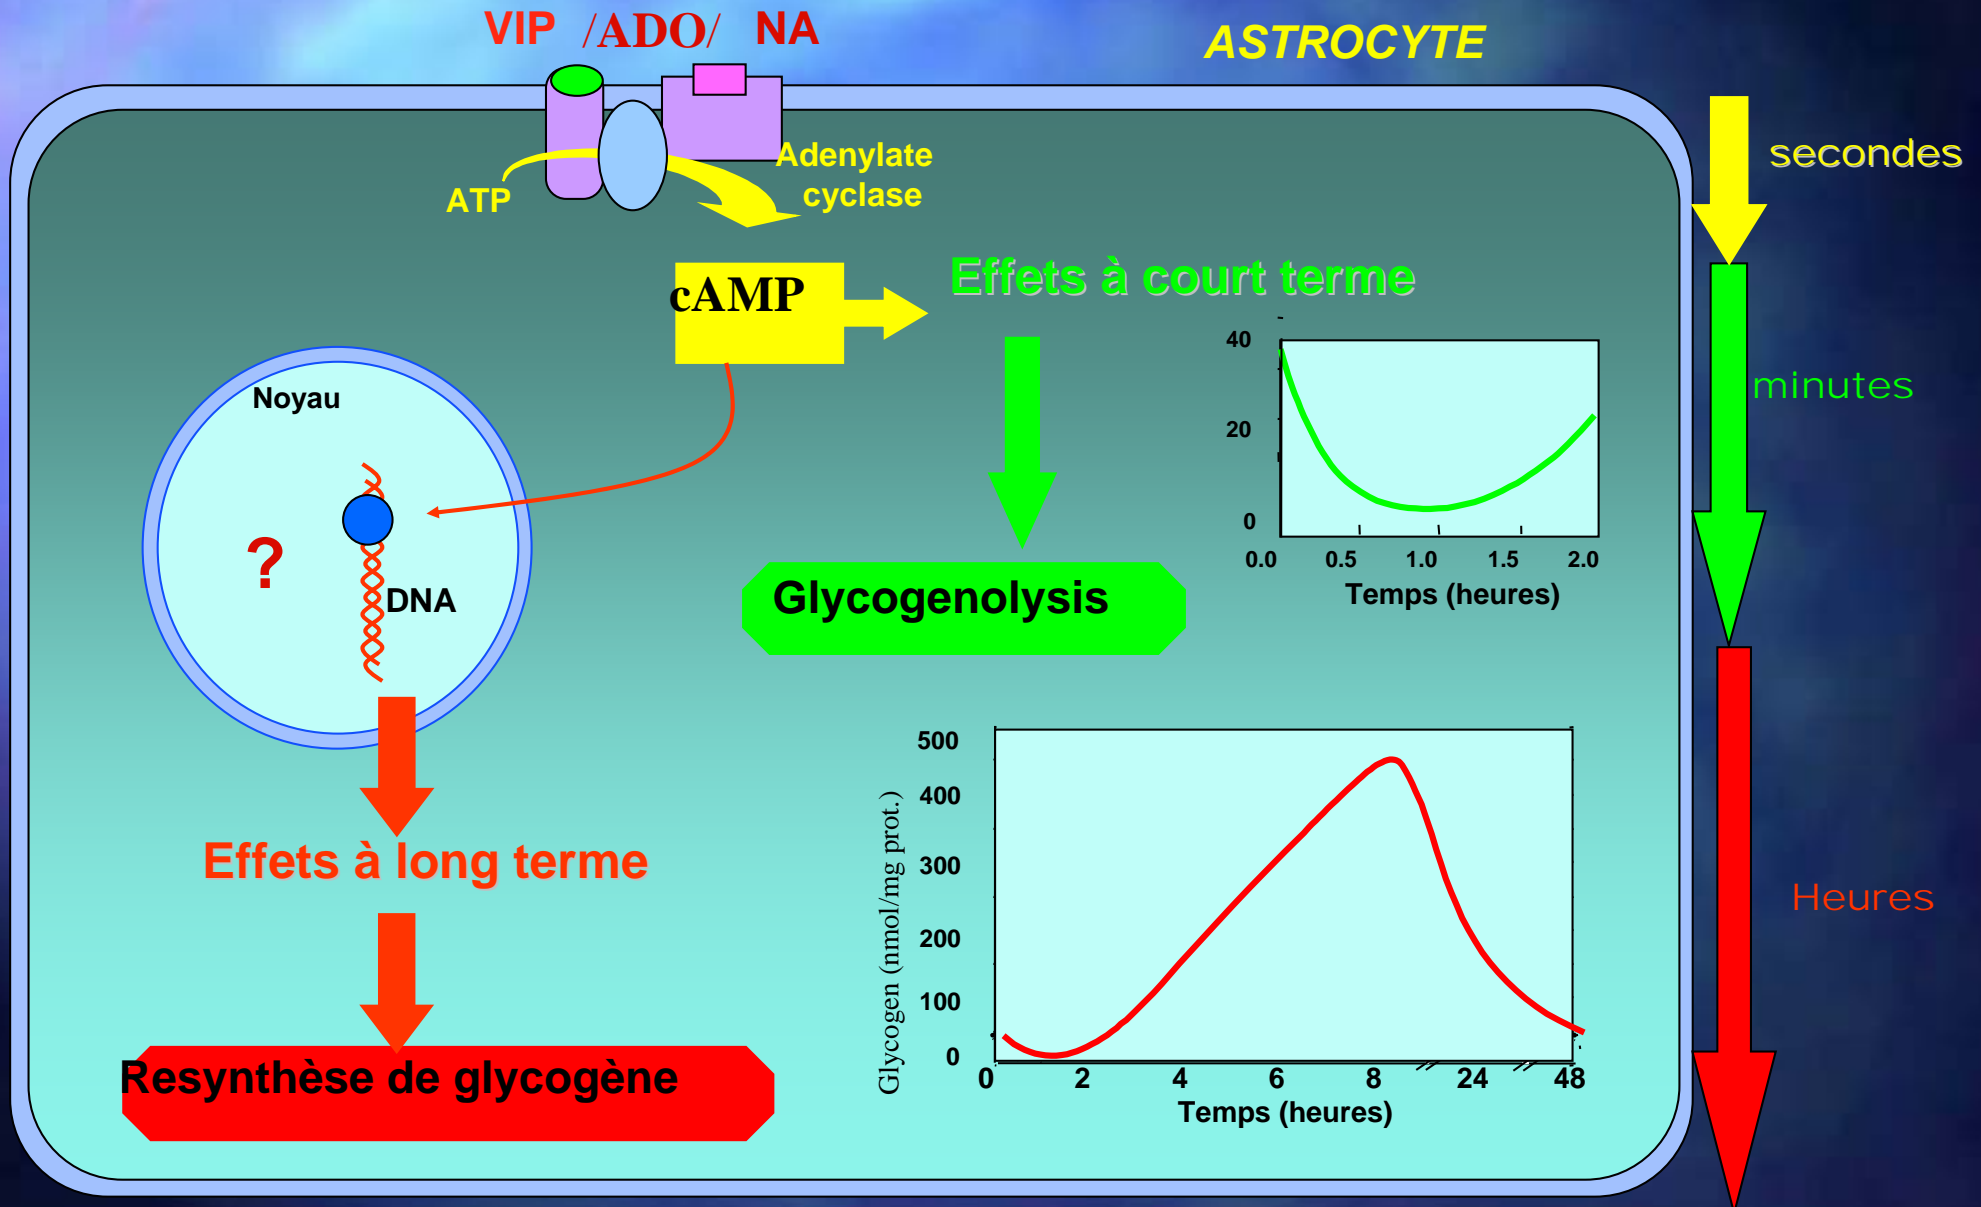 VIP /ADO/ NA
ASTROCYTE
secondes
Adenylate
cyclase
ATP
cAMP
Effets à court terme
40
20
0
0.0 0.5 1.0 1.5 2.0
Temps (heures)
minutes
Noyau
?
DNA
Glycogenolysis
Effets à long terme
Resynthèse de glycogène
Glycogen (nmol/mg prot.)
500
400
300
200
100
0
0 2 4 6 8 24 48
Temps (heures)
Heures